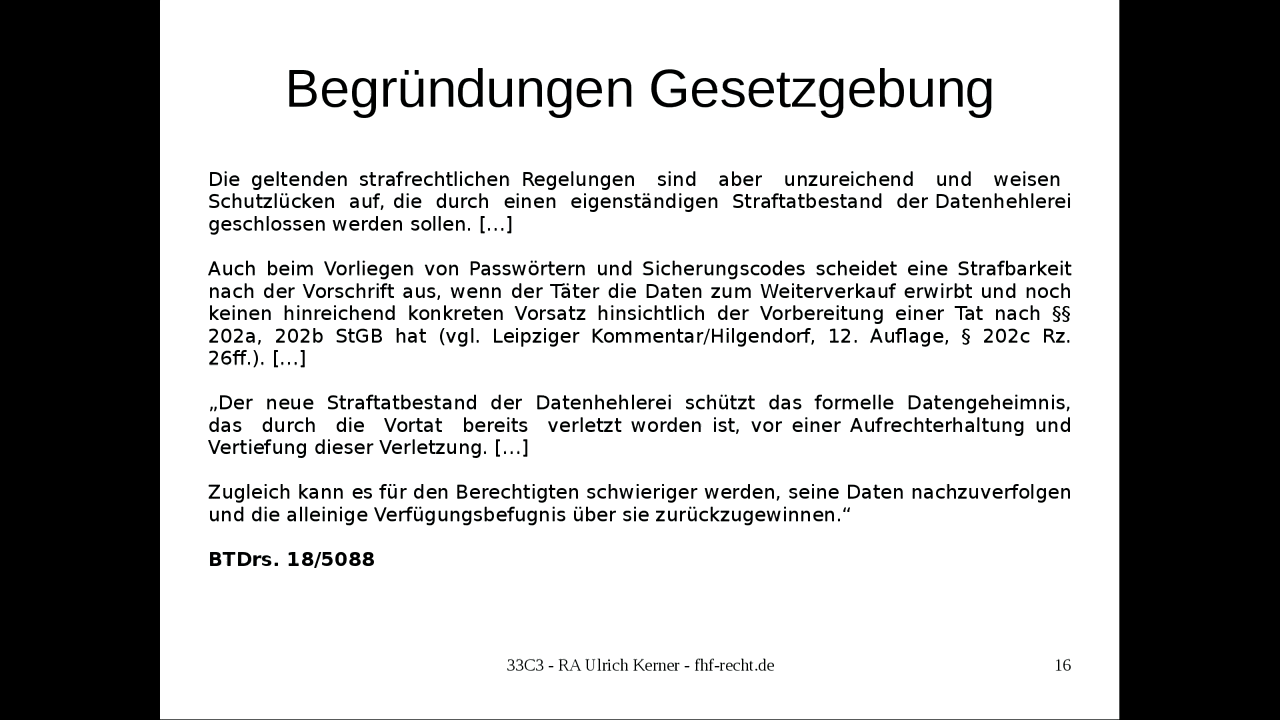 Begründungen Gesetzgebung
Die geltenden strafrechtlichen Regelungen sind aber unzureichend und weisen
Schutzlücken auf, die durch einen eigenständigen Straftatbestand der Datenhehlerei
geschlossen werden sollen. [...]
Auch beim Vorliegen von Passwörtern und Sicherungscodes scheidet eine Strafbarkeit
nach der Vorschrift aus, wenn der Täter die Daten zum Weiterverkauf erwirbt und noch
keinen hinreichend konkreten Vorsatz hinsichtlich der Vorbereitung einer Tat nach §§
202a, 202b StGB hat (vgl. Leipziger Kommentar/Hilgendorf, 12. Auflage, § 202c Rz.
26ff.). [...]
„Der neue Straftatbestand der Datenhehlerei schützt das formelle Datengeheimnis,
das durch die Vortat bereits verletzt worden ist, vor einer Aufrechterhaltung und
Vertiefung dieser Verletzung. [...]
Zugleich kann es für den Berechtigten schwieriger werden, seine Daten nachzuverfolgen
und die alleinige Verfügungsbefugnis über sie zurückzugewinnen.“
BTDrs. 18/5088
33C3 - RA Ulrich Kerner - fhf-recht.de
16